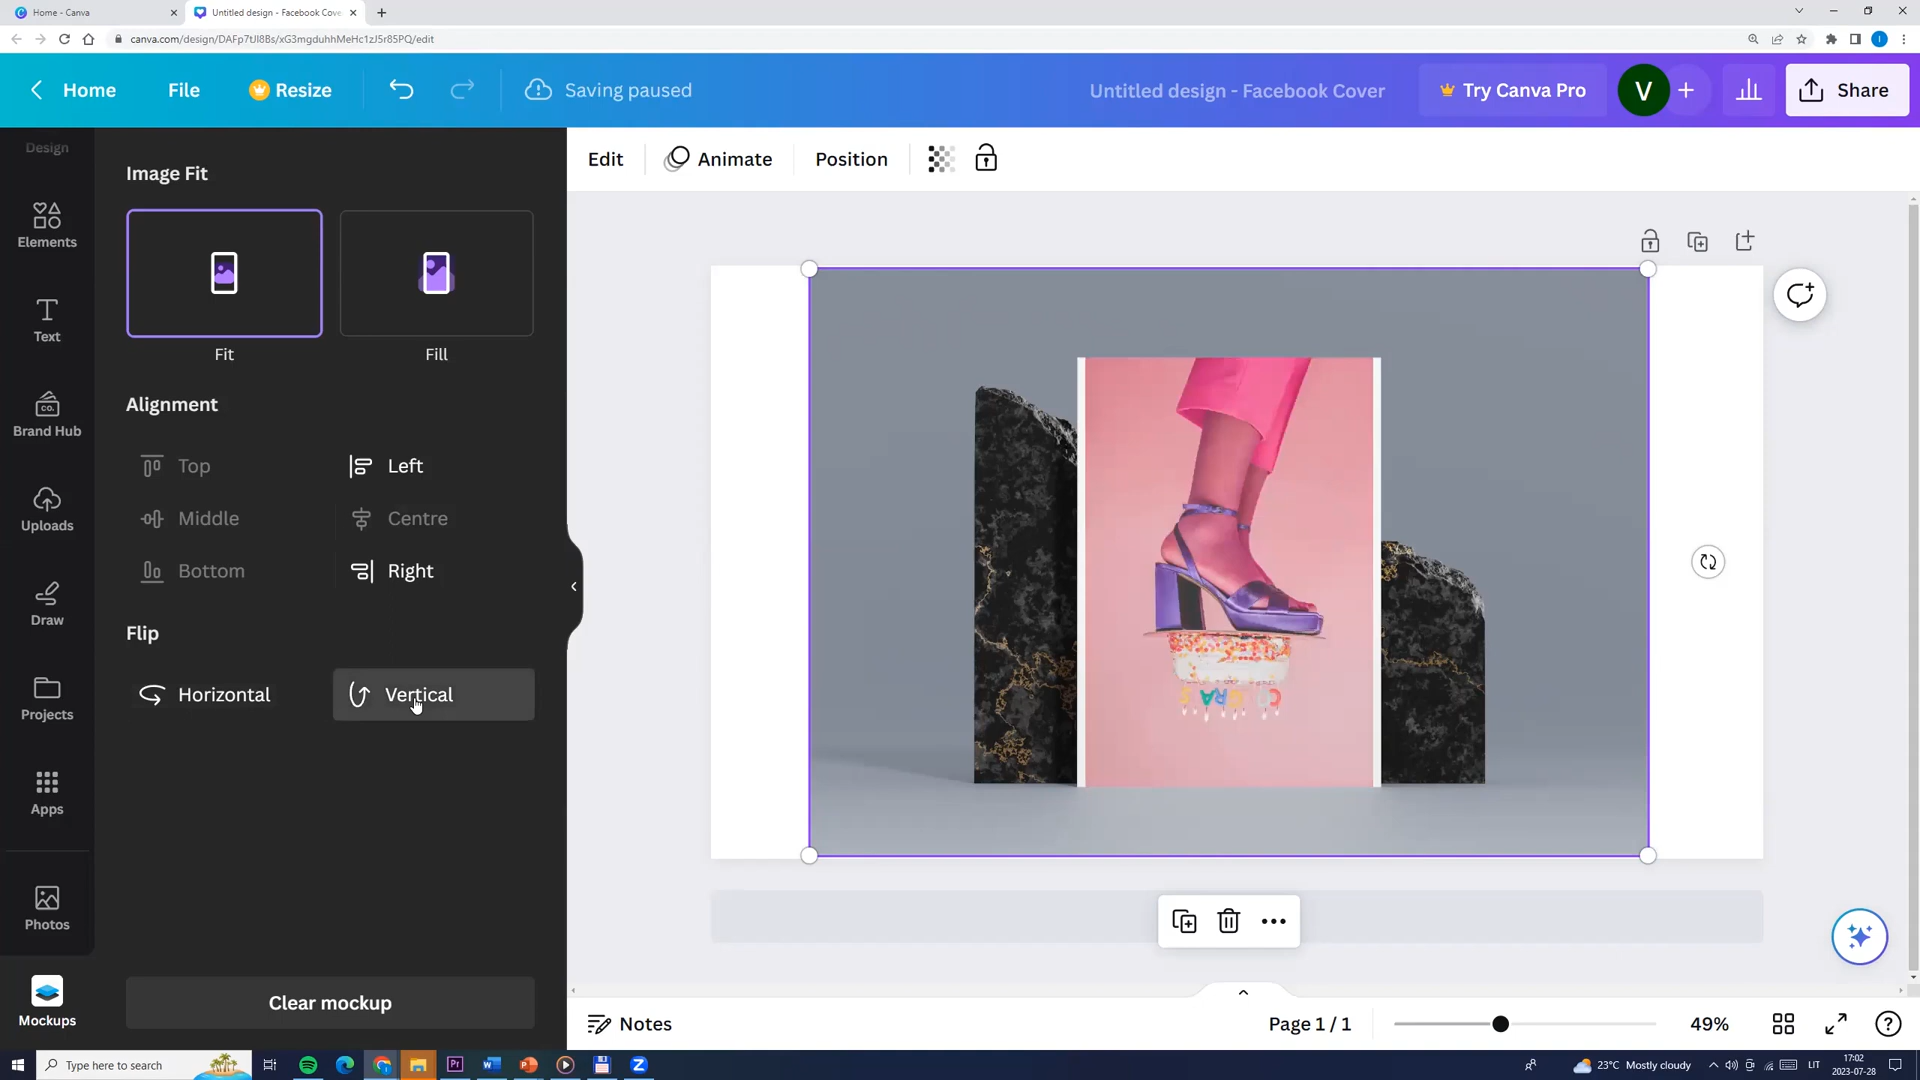 Home - Canva
Untitled design - Facebook Cove
canva.com/design/DAFp7tJl8Bs/xG3mgduhhMeHc1zJ5r85PQ/edit
Home
File
Resize
Saving paused
Untitled design - Facebook Cover
Try Canva Pro
V
Share
Design
Elements
Text
CO.
Brand Hub
Uploads
Draw
Projects
Apps
Photos
Mockups
Image Fit
Fit
Fill
Alignment
Top
Left
Middle
Centre
Bottom
Right
Flip
Horizontal
Vertical
Clear mockup
Edit
Animate
Position
Notes
Page 1 / 1
49%
Type here to search
23°C Mostly cloudy
LIT
17:02
2023-07-28